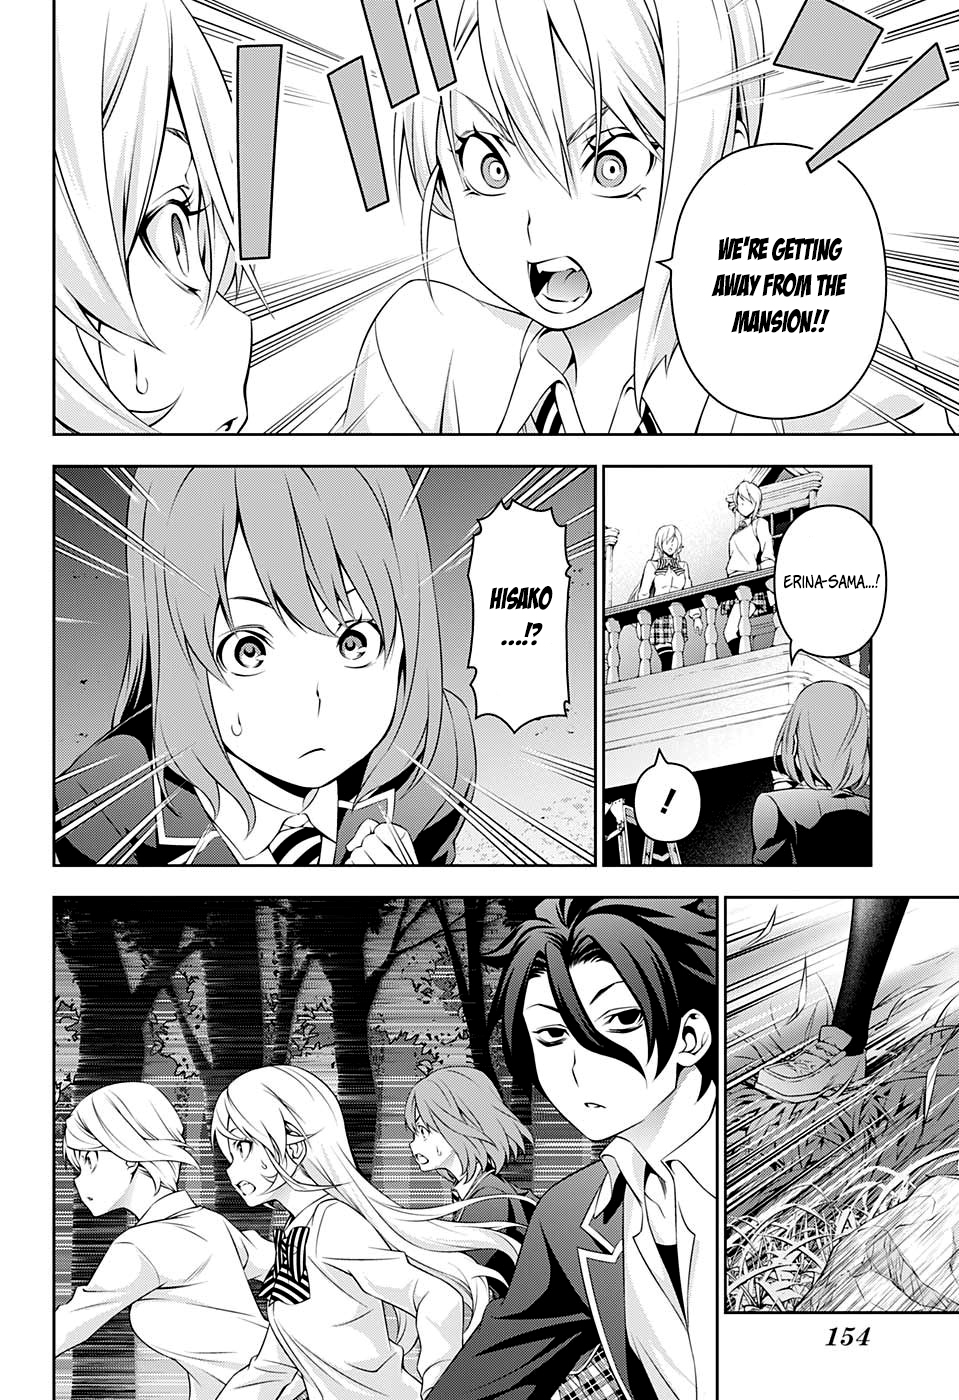 WE'RE GETTING
AWAY FROM THE
MANSION!!
ERINA-SAMA...!
!
HISAKO
....!?
154